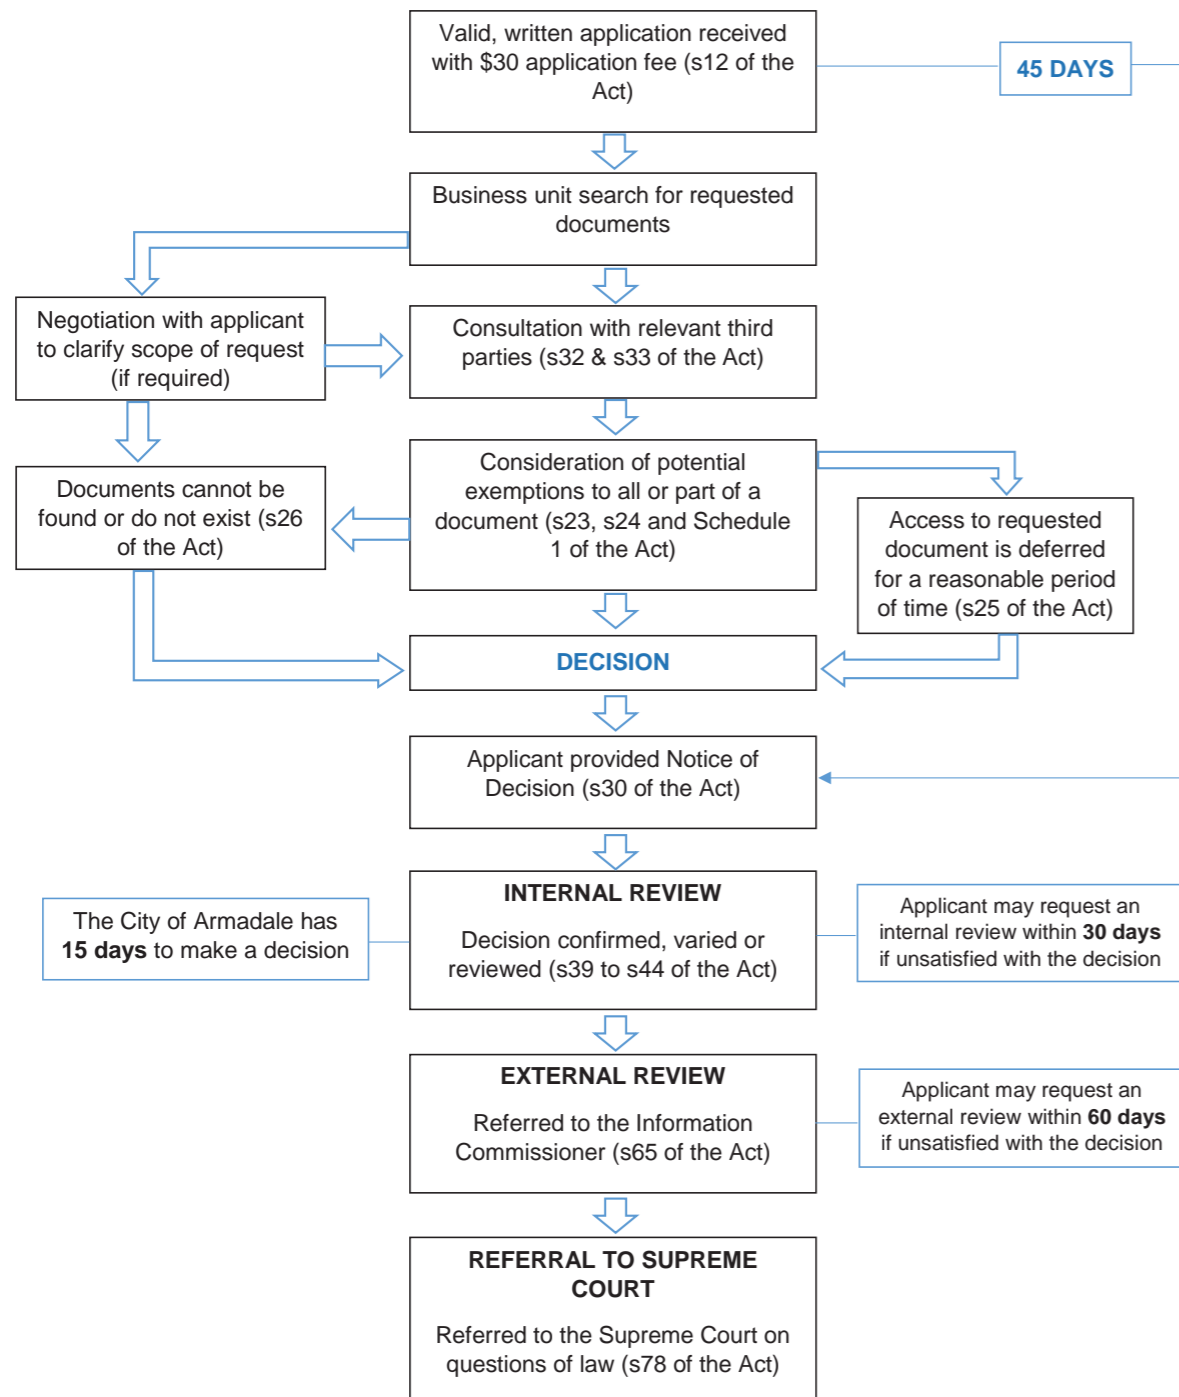 Valid, written application received
with $30 application fee (s12 of the
Act)
45 DAYS
Business unit search for requested
documents
Negotiation with applicant
to clarify scope of request
(if required)
Consultation with relevant third
parties (s32 & s33 of the Act)
Documents cannot be
found or do not exist (s26
of the Act)
Consideration of potential
exemptions to all or part of a
document (s23, s24 and Schedule
1 of the Act)
Access to requested
document is deferred
for a reasonable period
of time (s25 of the Act)
DECISION
Applicant provided Notice of
Decision (s30 of the Act)
The City of Armadale has
15 days to make a decision
INTERNAL REVIEW
Decision confirmed, varied or
reviewed (s39 to s44 of the Act)
Applicant may request an
internal review within 30 days
if unsatisfied with the decision
EXTERNAL REVIEW
Referred to the Information
Commissioner (s65 of the Act)
Applicant may request an
external review within 60 days
if unsatisfied with the decision
REFERRAL TO SUPREME
COURT
Referred to the Supreme Court on
questions of law (s78 of the Act)